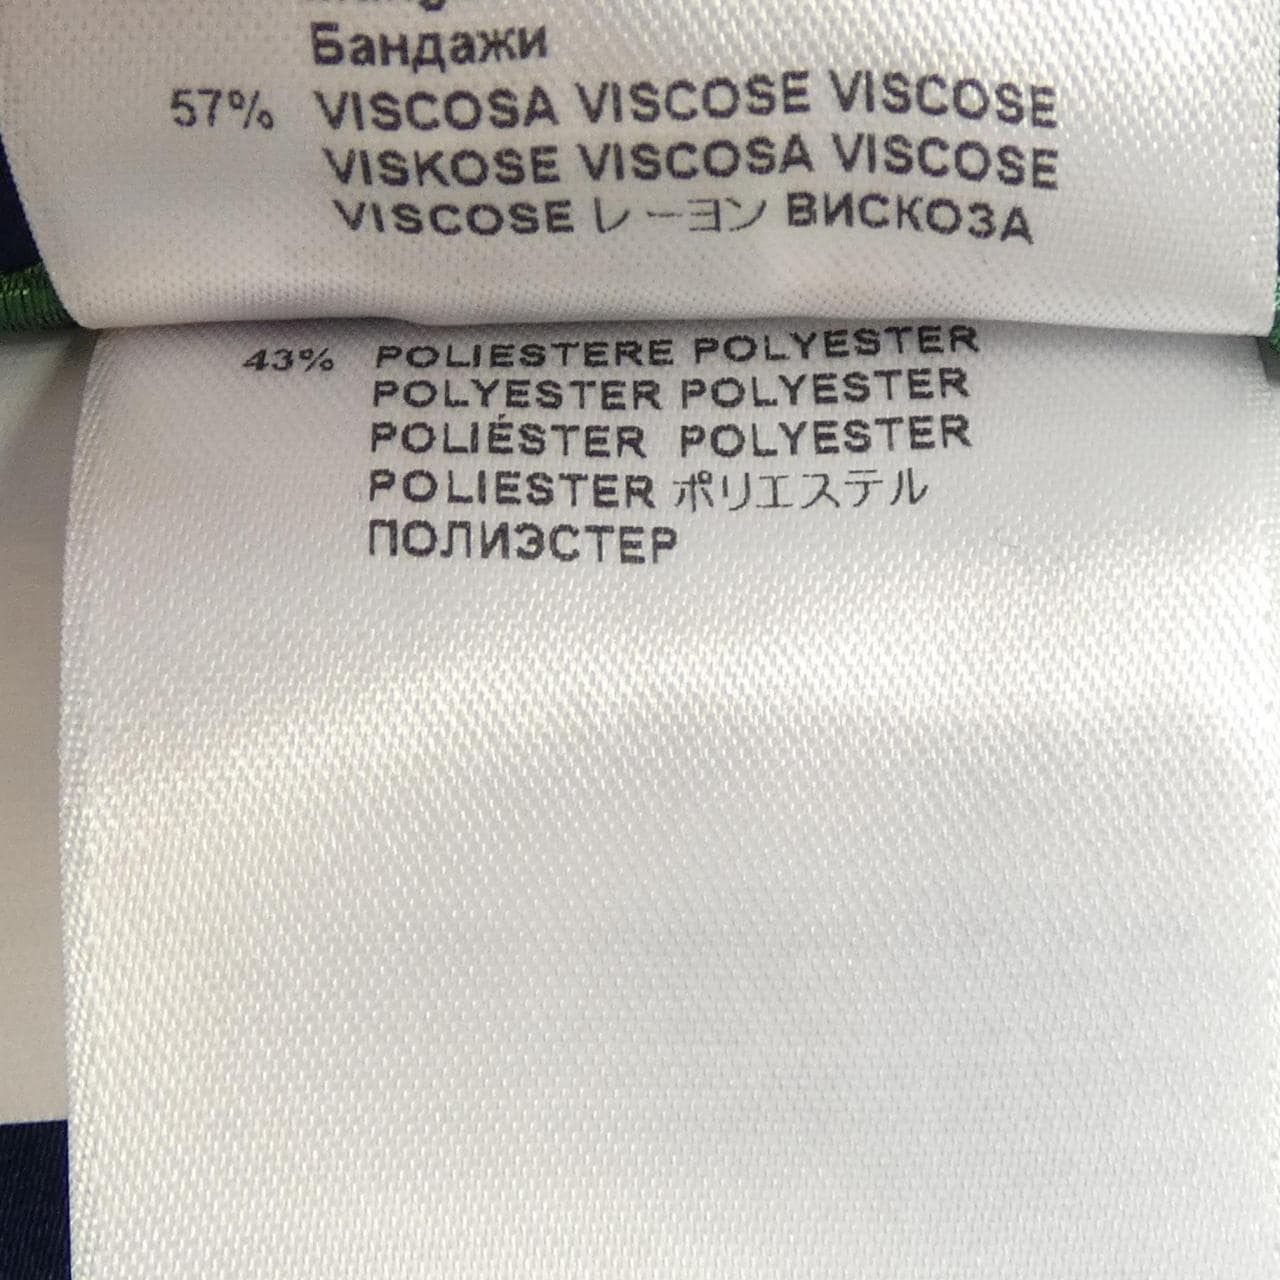 Бандажи
57% VISCOSA VISCOSE VISCOSE
VISKOSE VISCOSA VISCOSE
VISCOSE レーヨン ВИСКОЗА
43% POLIESTERE POLYESTER
POLYESTER POLYESTER
POLIÉSTER POLYESTER
POLIESTER ポリエステル
ПОЛИЭСТЕР